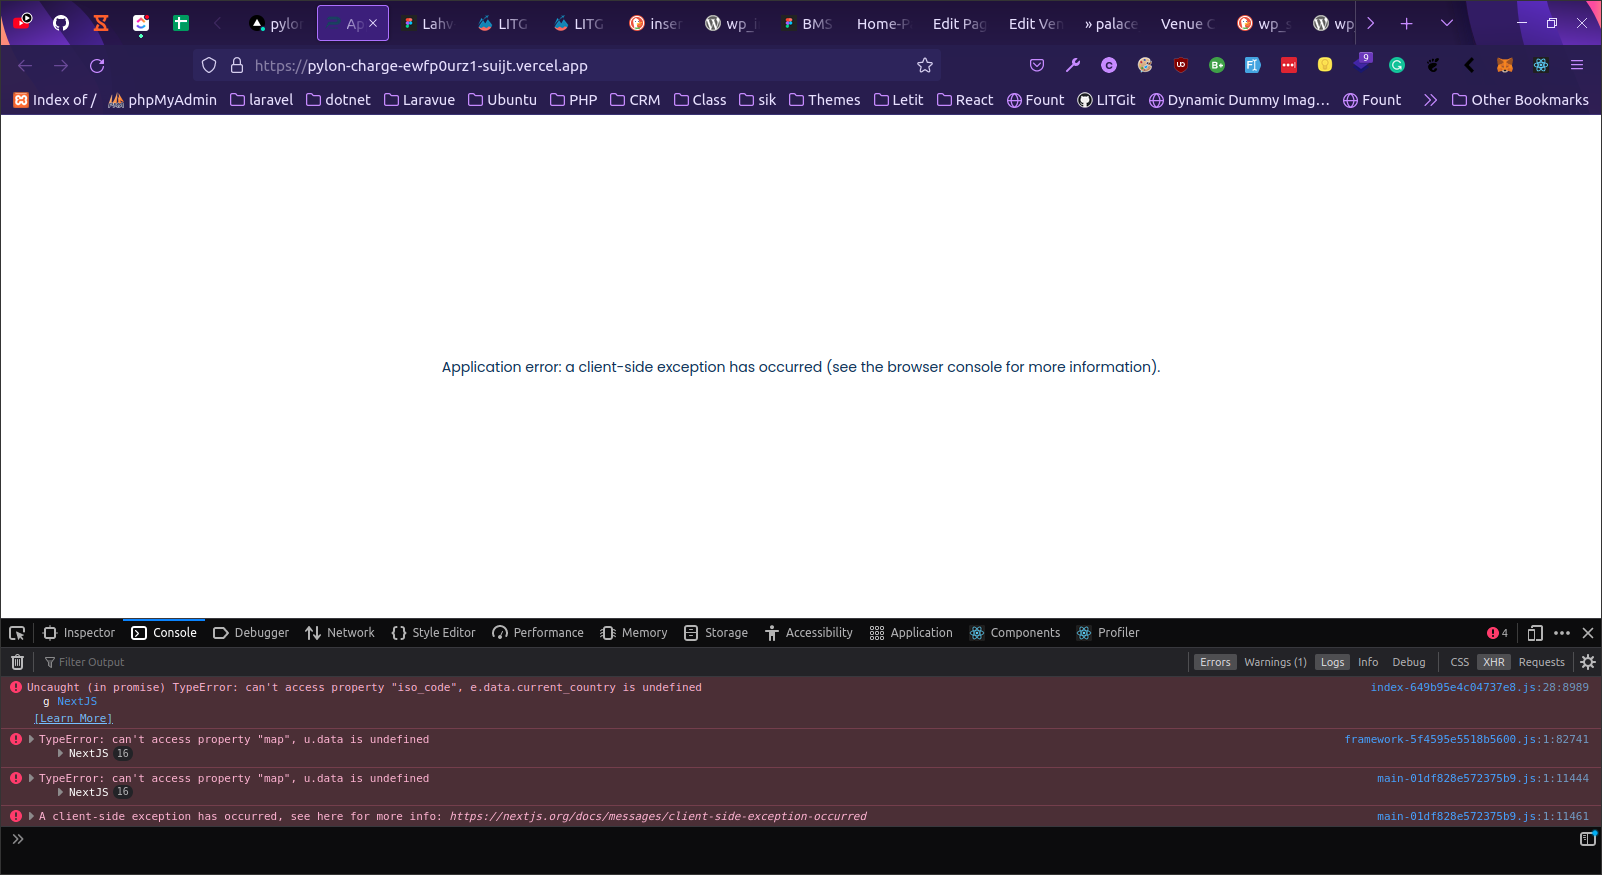 pylon
Ap
Lahv
LITG
LITG
inser
wp_i
BMS
Home-P
Edit Pag
Edit Ven
» palace
Venue C
wp_s
wp_
https://pylon-charge-ewfp0urz1-suijt.vercel.app
9
Index of /
phpMyAdmin
laravel
dotnet
Laravue
Ubuntu
PHP
CRM
Class
sik
Themes
Letit
React
Fount
LITGit
Dynamic Dummy Imag…
Fount
Other Bookmarks
Application error: a client-side exception has occurred (see the browser console for more information).
Inspector
Console
Debugger
Network
Style Editor
Performance
Memory
Storage
Accessibility
Application
Components
Profiler
4
Filter Output
Errors
Warnings (1)
Logs
Info
Debug
CSS
XHR
Requests
Uncaught (in promise) TypeError: can't access property "iso_code", e.data.current_country is undefined
index-649b95e4c04737e8.js:28:8989
g NextJS
[Learn More]
TypeError: can't access property "map", u.data is undefined
framework-5f4595e5518b5600.js:1:82741
NextJS 16
TypeError: can't access property "map", u.data is undefined
main-01df828e572375b9.js:1:11444
NextJS 16
A client-side exception has occurred, see here for more info: https://nextjs.org/docs/messages/client-side-exception-occurred
main-01df828e572375b9.js:1:11461